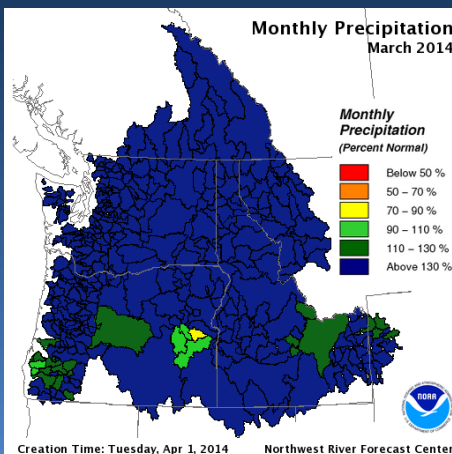 Monthly Precipitation
March 2014
Monthly
Precipitation
(Percent Normal)
Below 50 %
50 – 70 %
70 – 90 %
90 – 110 %
110 – 130 %
Above 130 %
NOAA
Creation Time: Tuesday, Apr 1, 2014 Northwest River Forecast Center